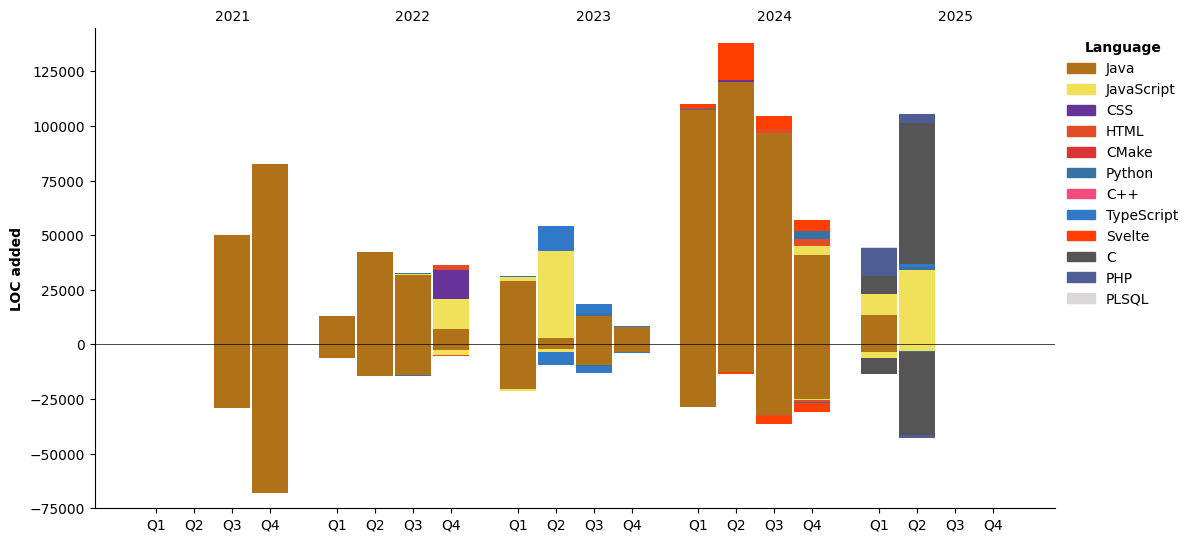 2021 2022 2023 2024 2025
LOC added
125000
100000
75000
50000
25000
0
−25000
−50000
−75000
Q1 Q2 Q3 Q4 Q1 Q2 Q3 Q4 Q1 Q2 Q3 Q4 Q1 Q2 Q3 Q4 Q1 Q2 Q3 Q4
Language
Java
JavaScript
CSS
HTML
CMake
Python
C++
TypeScript
Svelte
C
PHP
PLSQL